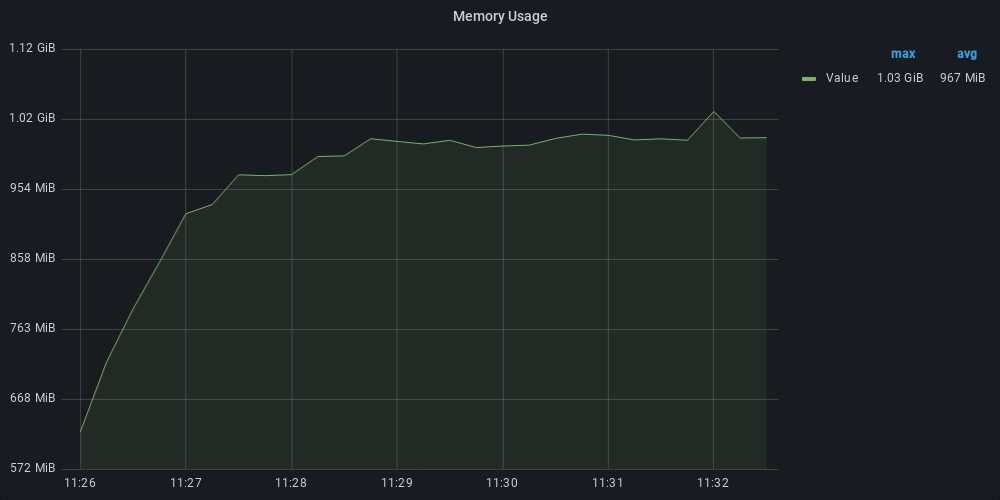 Memory Usage
1.12 GiB
1.02 GiB
954 MiB
858 MiB
763 MiB
668 MiB
572 MiB
11:26 11:27 11:28 11:29 11:30 11:31 11:32
max avg
Value 1.03 GiB 967 MiB